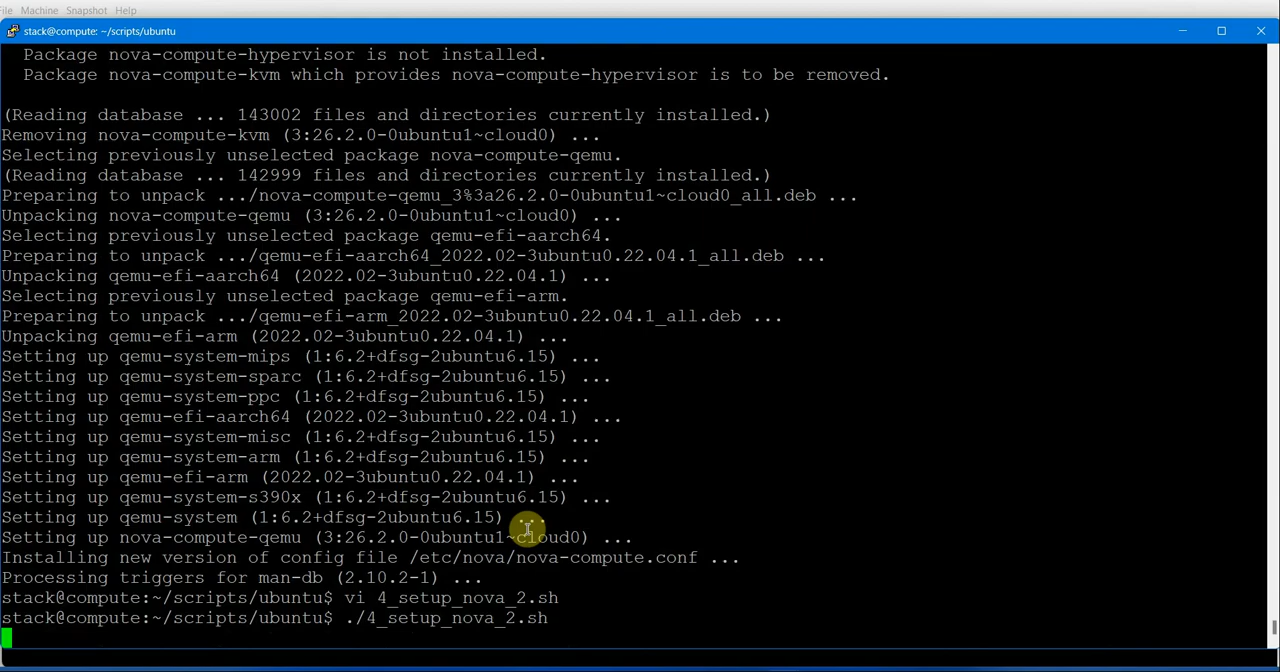 File Machine Snapshot Help
stack@compute: ~/scripts/ubuntu
Package nova-compute-hypervisor is not installed.
Package nova-compute-kvm which provides nova-compute-hypervisor is to be removed.
(Reading database ... 143002 files and directories currently installed.)
Removing nova-compute-kvm (3:26.2.0-0ubuntu1~cloud0) ...
Selecting previously unselected package nova-compute-qemu.
(Reading database ... 142999 files and directories currently installed.)
Preparing to unpack .../nova-compute-qemu_3%3a26.2.0-0ubuntu1~cloud0_all.deb ...
Unpacking nova-compute-qemu (3:26.2.0-0ubuntu1~cloud0) ...
Selecting previously unselected package qemu-efi-aarch64.
Preparing to unpack .../qemu-efi-aarch64_2022.02-3ubuntu0.22.04.1_all.deb ...
Unpacking qemu-efi-aarch64 (2022.02-3ubuntu0.22.04.1) ...
Selecting previously unselected package qemu-efi-arm.
Preparing to unpack .../qemu-efi-arm_2022.02-3ubuntu0.22.04.1_all.deb ...
Unpacking qemu-efi-arm (2022.02-3ubuntu0.22.04.1) ...
Setting up qemu-system-mips (1:6.2+dfsg-2ubuntu6.15) ...
Setting up qemu-system-sparc (1:6.2+dfsg-2ubuntu6.15) ...
Setting up qemu-system-ppc (1:6.2+dfsg-2ubuntu6.15) ...
Setting up qemu-efi-aarch64 (2022.02-3ubuntu0.22.04.1) ...
Setting up qemu-system-misc (1:6.2+dfsg-2ubuntu6.15) ...
Setting up qemu-system-arm (1:6.2+dfsg-2ubuntu6.15) ...
Setting up qemu-efi-arm (2022.02-3ubuntu0.22.04.1) ...
Setting up qemu-system-s390x (1:6.2+dfsg-2ubuntu6.15) ...
Setting up qemu-system (1:6.2+dfsg-2ubuntu6.15) ...
Setting up nova-compute-qemu (3:26.2.0-0ubuntu1~cloud0) ...
Installing new version of config file /etc/nova/nova-compute.conf ...
Processing triggers for man-db (2.10.2-1) ...
stack@compute:~/scripts/ubuntu$ vi 4_setup_nova_2.sh
stack@compute:~/scripts/ubuntu$ ./4_setup_nova_2.sh